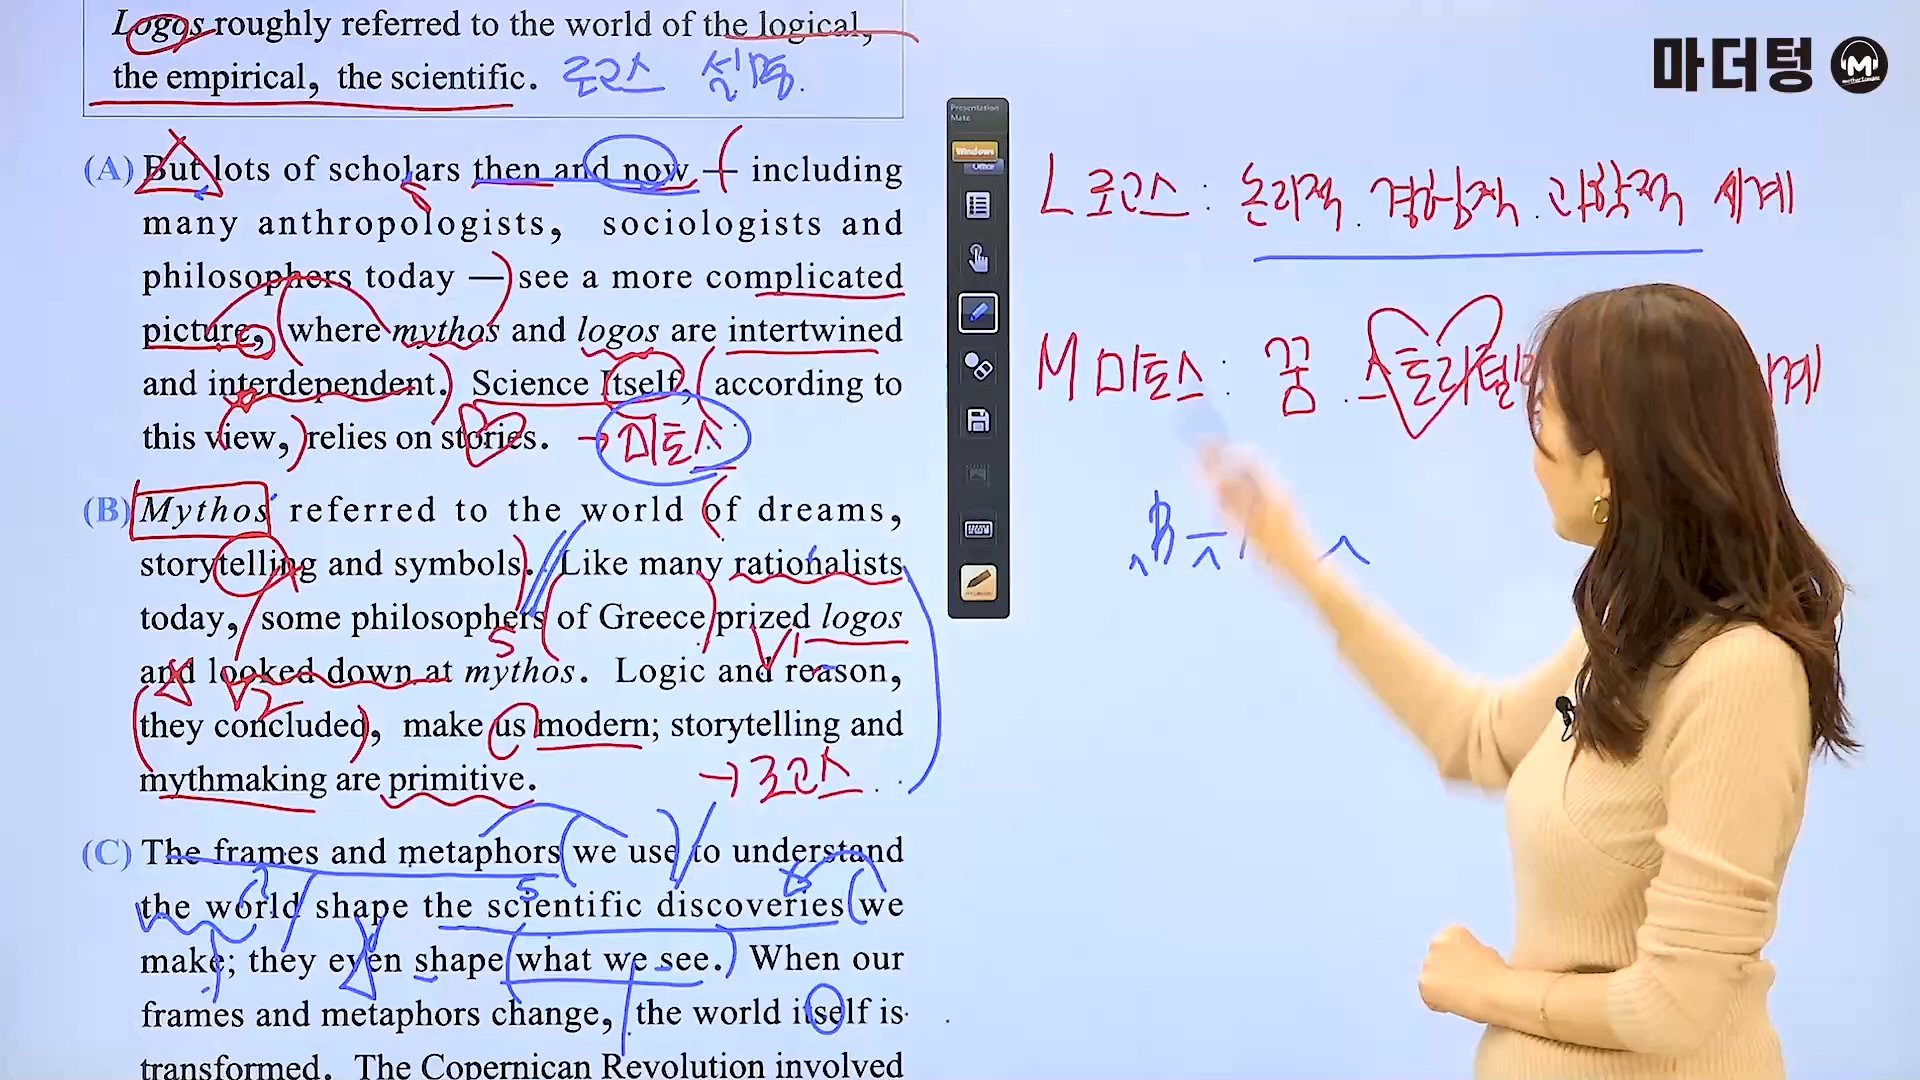 Logos roughly referred to the world of the logical,
the empirical, the scientific. 로고스 설명.
마더텅
(A) But lots of scholars then and now — including
many anthropologists, sociologists and
philosophers today — see a more complicated
picture, where mythos and logos are intertwined
and interdependent. Science Itself, according to
this view, relies on stories. → 미토스
(B) Mythos referred to the world of dreams,
storytelling and symbols. Like many rationalists
today, some philosophers of Greece prized logos
and looked down at mythos. Logic and reason,
they concluded, make us modern; storytelling and
mythmaking are primitive. → 로고스
(C) The frames and metaphors we use to understand
the world shape the scientific discoveries we
make; they even shape what we see. When our
frames and metaphors change, the world itself is
transformed. The Copernican Revolution involved
Presentation
Mate
Windows
Office
L 로고스 : 논리적. 경험적. 과학적 세계
M 미토스 : 꿈. 스토리텔
B